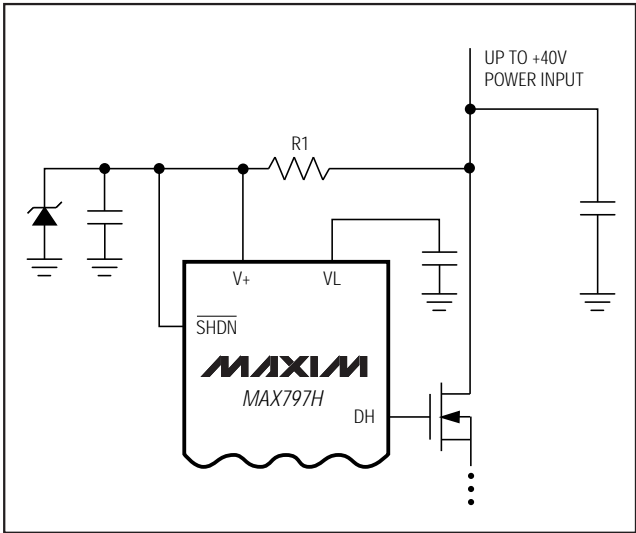 UP TO +40V
POWER INPUT
R1
V+
VL
SHDN
MAXIM
MAX797H
DH